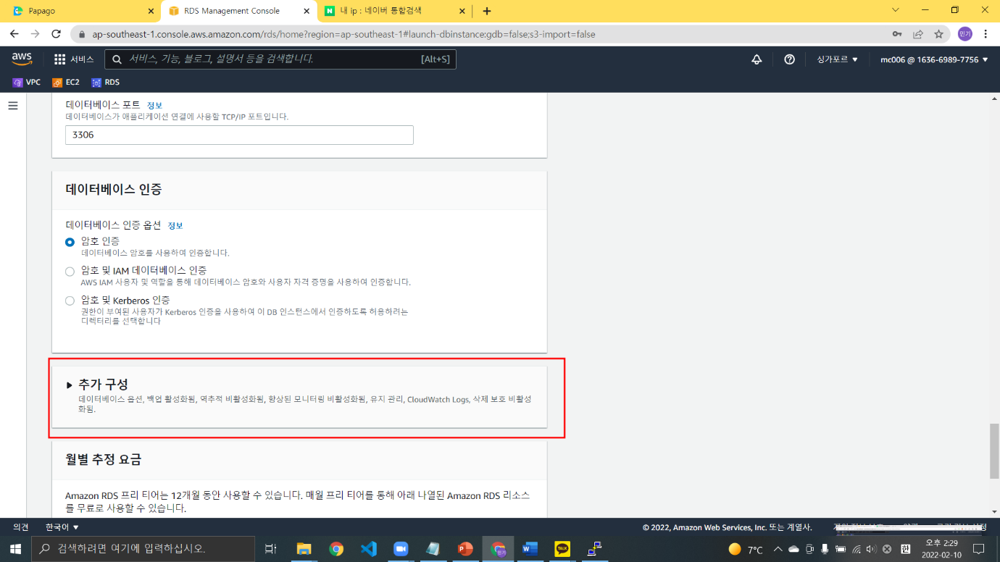 Papago
RDS Management Console
내 ip : 네이버 통합검색
ap-southeast-1.console.aws.amazon.com/rds/home?region=ap-southeast-1#launch-dbinstance:gdb=false;s3-import=false
민기
aws
서비스
서비스, 기능, 블로그, 설명서 등을 검색합니다.
[Alt+S]
싱가포르
mc006 @ 1636-6989-7756
VPC
EC2
RDS
데이터베이스 포트 정보
데이터베이스가 애플리케이션 연결에 사용할 TCP/IP 포트입니다.
3306
데이터베이스 인증
데이터베이스 인증 옵션 정보
암호 인증
데이터베이스 암호를 사용하여 인증합니다.
암호 및 IAM 데이터베이스 인증
AWS IAM 사용자 및 역할을 통해 데이터베이스 암호와 사용자 자격 증명을 사용하여 인증합니다.
암호 및 Kerberos 인증
권한이 부여된 사용자가 Kerberos 인증을 사용하여 이 DB 인스턴스에서 인증하도록 허용하려는
디렉터리를 선택합니다
추가 구성
데이터베이스 옵션, 백업 활성화됨, 역추적 비활성화됨, 향상된 모니터링 비활성화됨, 유지 관리, CloudWatch Logs, 삭제 보호 비활성
화됨.
월별 추정 요금
Amazon RDS 프리 티어는 12개월 동안 사용할 수 있습니다. 매월 프리 티어를 통해 아래 나열된 Amazon RDS 리소스
를 무료로 사용할 수 있습니다.
의견
한국어
© 2022, Amazon Web Services, Inc. 또는 계열사.
검색하려면 여기에 입력하십시오.
TALK
7°C
한
오후 2:29
2022-02-10